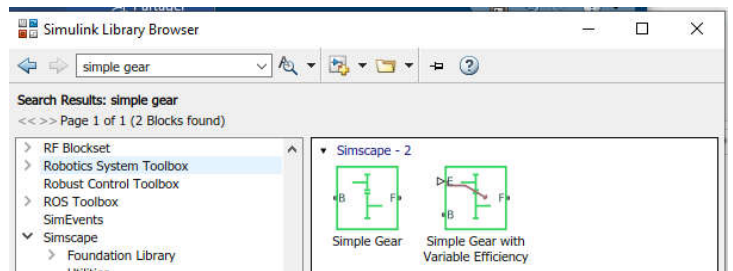 Partager
Simulink Library Browser
simple gear
Search Results: simple gear
<< >> Page 1 of 1 (2 Blocks found)
> RF Blockset
> Robotics System Toolbox
Robust Control Toolbox
> ROS Toolbox
SimEvents
Simscape
> Foundation Library
Utilities
Simscape - 2
B F
Simple Gear
E
B F
Simple Gear with
Variable Efficiency